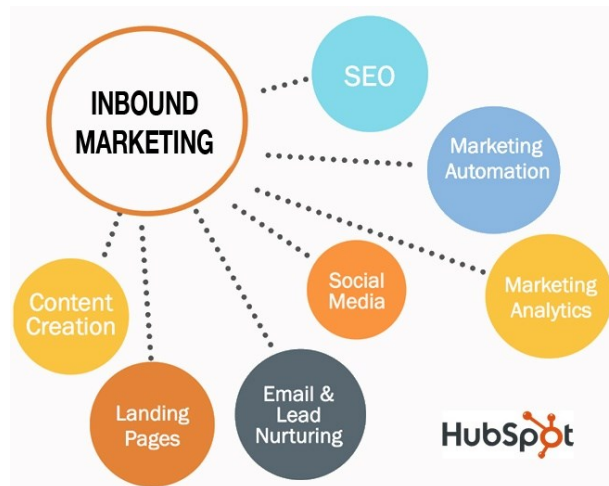 INBOUND
MARKETING
SEO
Marketing
Automation
Marketing
Analytics
Social
Media
Email &
Lead
Nurturing
Landing
Pages
Content
Creation
HubSpot